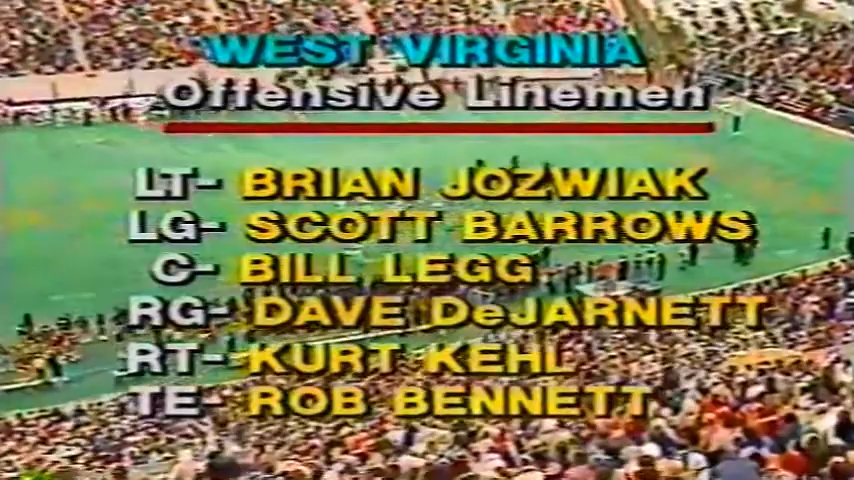 WEST VIRGINIA
Offensive Linemen
LT- BRIAN JOZWIAK
LG- SCOTT BARROWS
C- BILL LEGG
RG- DAVE DeJARNETT
RT- KURT KEHL
TE- ROB BENNETT